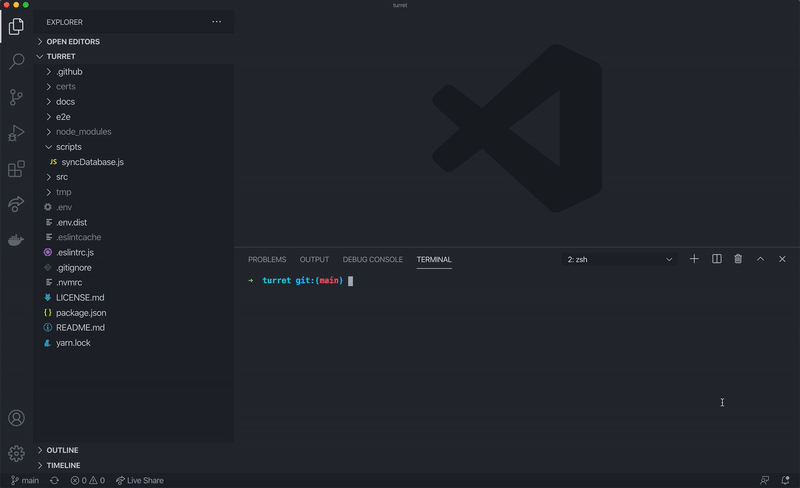 turret
EXPLORER
OPEN EDITORS
TURRET
.github
certs
docs
e2e
node_modules
scripts
JS syncDatabase.js
src
tmp
.env
.env.dist
.eslintcache
.eslintrc.js
.gitignore
.nvmrc
LICENSE.md
package.json
README.md
yarn.lock
OUTLINE
TIMELINE
PROBLEMS OUTPUT DEBUG CONSOLE TERMINAL 2: zsh
→ turret git:(main)
main 0 0 Live Share